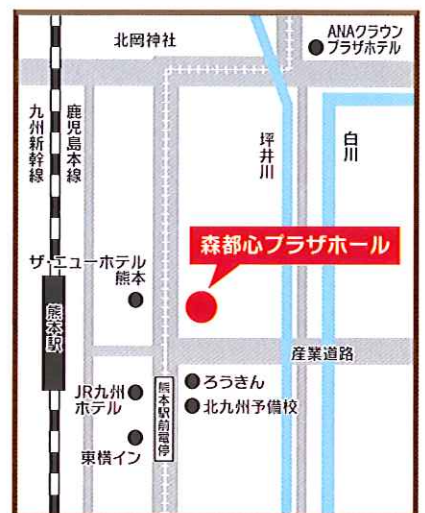 北岡神社
ANAクラウン
プラザホテル
九州新幹線
鹿児島本線
坪井川
白川
森都心プラザホール
ザ・ニューホテル
熊本
熊本駅
産業道路
JR九州
ホテル
熊本駅前電停
ろうきん
北九州予備校
東横イン